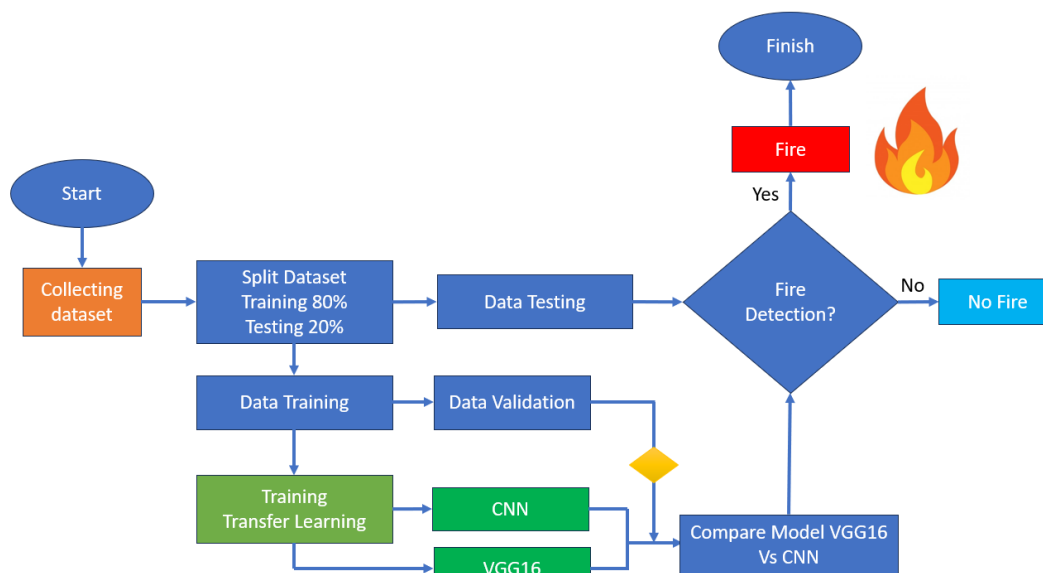 Finish
Fire
Start
Yes
Collecting
dataset
Split Dataset
Training 80%
Testing 20%
Data Testing
Fire
Detection?
No
No Fire
Data Training
Data Validation
Training
Transfer Learning
CNN
VGG16
Compare Model VGG16
Vs CNN